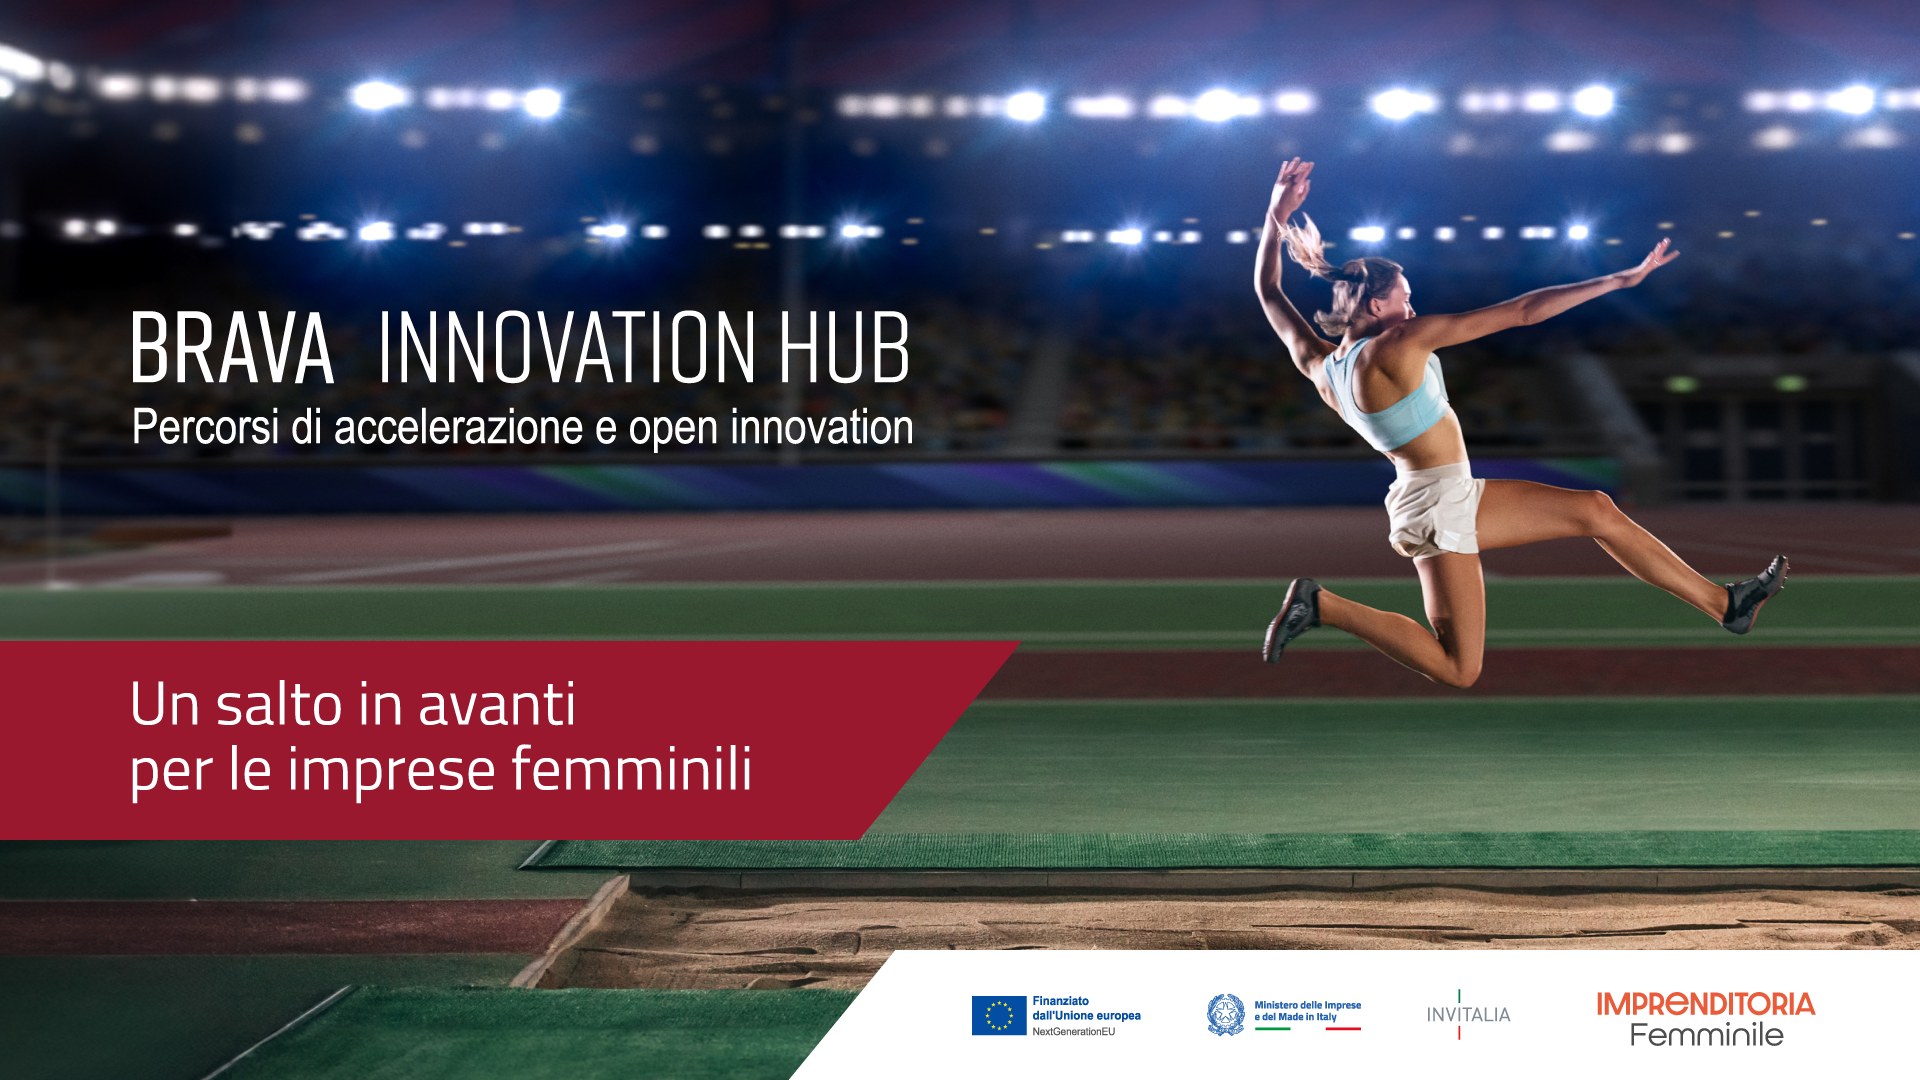 BRAVA INNOVATION HUB
Percorsi di accelerazione e open innovation
Un salto in avanti
per le imprese femminili
Finanziato
dall'Unione europea
NextGenerationEU
Ministero delle Imprese
e del Made in Italy
INVITALIA
IMPRENDITORIA
Femminile